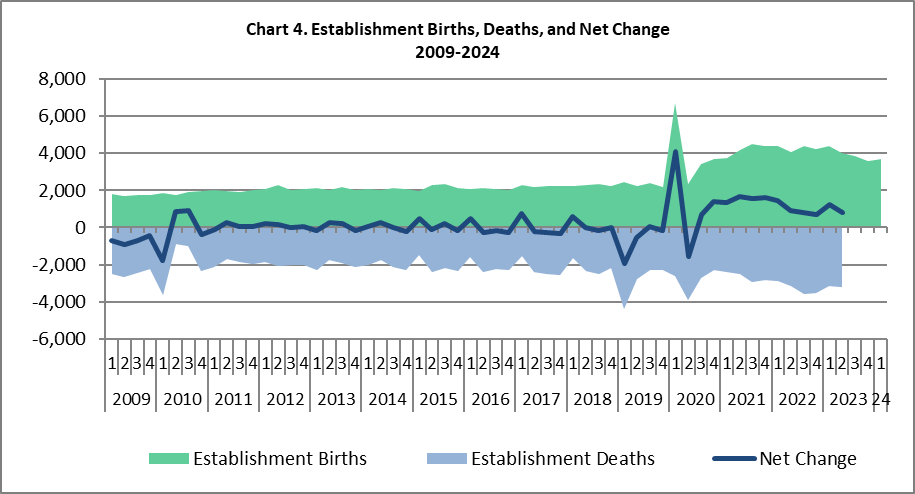 Chart 4. Establishment Births, Deaths, and Net Change
2009-2024
8,000
6,000
4,000
2,000
0
-2,000
-4,000
-6,000
1 2 3 4 1 2 3 4 1 2 3 4 1 2 3 4 1 2 3 4 1 2 3 4 1 2 3 4 1 2 3 4 1 2 3 4 1 2 3 4 1 2 3 4 1 2 3 4 1 2 3 4 1 2 3 4 1 2 3 4 1
2009 2010 2011 2012 2013 2014 2015 2016 2017 2018 2019 2020 2021 2022 2023 24
Establishment Births Establishment Deaths Net Change